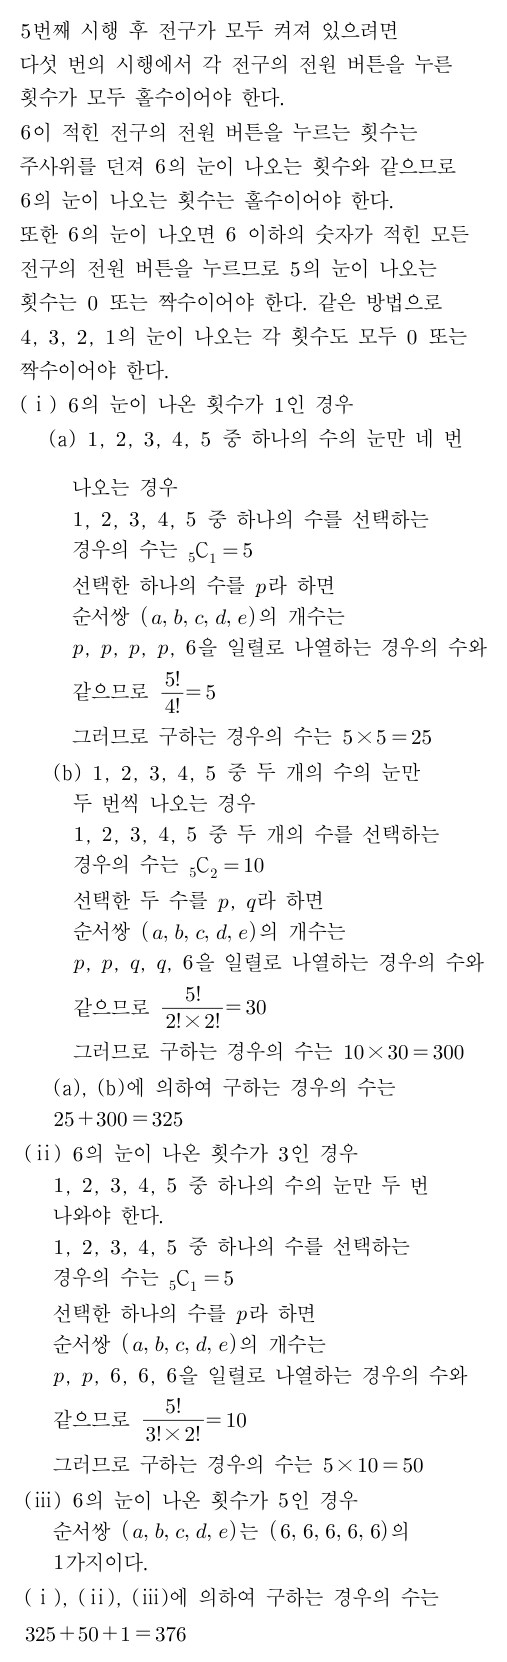 5번째 시행 후 전구가 모두 켜져 있으려면
다섯 번의 시행에서 각 전구의 전원 버튼을 누른
횟수가 모두 홀수이어야 한다.
6이 적힌 전구의 전원 버튼을 누르는 횟수는
주사위를 던져 6의 눈이 나오는 횟수와 같으므로
6의 눈이 나오는 횟수는 홀수이어야 한다.
또한 6의 눈이 나오면 6 이하의 숫자가 적힌 모든
전구의 전원 버튼을 누르므로 5의 눈이 나오는
횟수는 0 또는 짝수이어야 한다. 같은 방법으로
4, 3, 2, 1의 눈이 나오는 각 횟수도 모두 0 또는
짝수이어야 한다.
(ⅰ) 6의 눈이 나온 횟수가 1인 경우
(a) 1, 2, 3, 4, 5 중 하나의 수의 눈만 네 번
나오는 경우
1, 2, 3, 4, 5 중 하나의 수를 선택하는
경우의 수는 ₅C₁ = 5
선택한 하나의 수를 p라 하면
순서쌍 (a, b, c, d, e)의 개수는
p, p, p, p, 6을 일렬로 나열하는 경우의 수와
같으므로 5!/4! = 5
그러므로 구하는 경우의 수는 5×5 = 25
(b) 1, 2, 3, 4, 5 중 두 개의 수의 눈만
두 번씩 나오는 경우
1, 2, 3, 4, 5 중 두 개의 수를 선택하는
경우의 수는 ₅C₂ = 10
선택한 두 수를 p, q라 하면
순서쌍 (a, b, c, d, e)의 개수는
p, p, q, q, 6을 일렬로 나열하는 경우의 수와
같으므로 5!/(2!×2!) = 30
그러므로 구하는 경우의 수는 10×30 = 300
(a), (b)에 의하여 구하는 경우의 수는
25+300 = 325
(ⅱ) 6의 눈이 나온 횟수가 3인 경우
1, 2, 3, 4, 5 중 하나의 수의 눈만 두 번
나와야 한다.
1, 2, 3, 4, 5 중 하나의 수를 선택하는
경우의 수는 ₅C₁ = 5
선택한 하나의 수를 p라 하면
순서쌍 (a, b, c, d, e)의 개수는
p, p, 6, 6, 6을 일렬로 나열하는 경우의 수와
같으므로 5!/(3!×2!) = 10
그러므로 구하는 경우의 수는 5×10 = 50
(ⅲ) 6의 눈이 나온 횟수가 5인 경우
순서쌍 (a, b, c, d, e)는 (6, 6, 6, 6, 6)의
1가지이다.
(ⅰ), (ⅱ), (ⅲ)에 의하여 구하는 경우의 수는
325+50+1 = 376